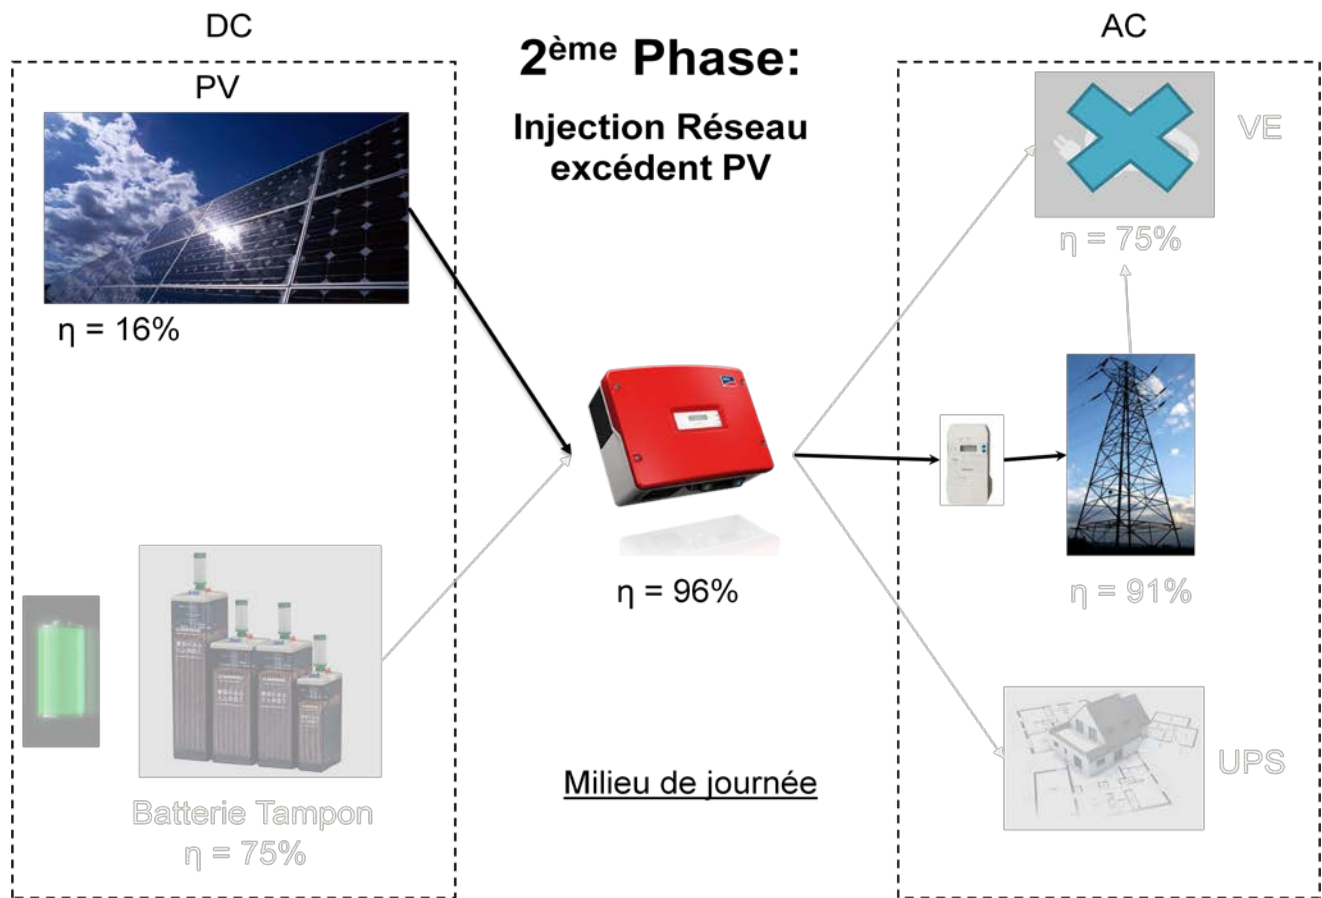 DC
AC
2ème Phase:
PV
Injection Réseau
excédent PV
VE
η = 75%
η = 16%
η = 96%
η = 91%
Batterie Tampon
η = 75%
Milieu de journée
UPS